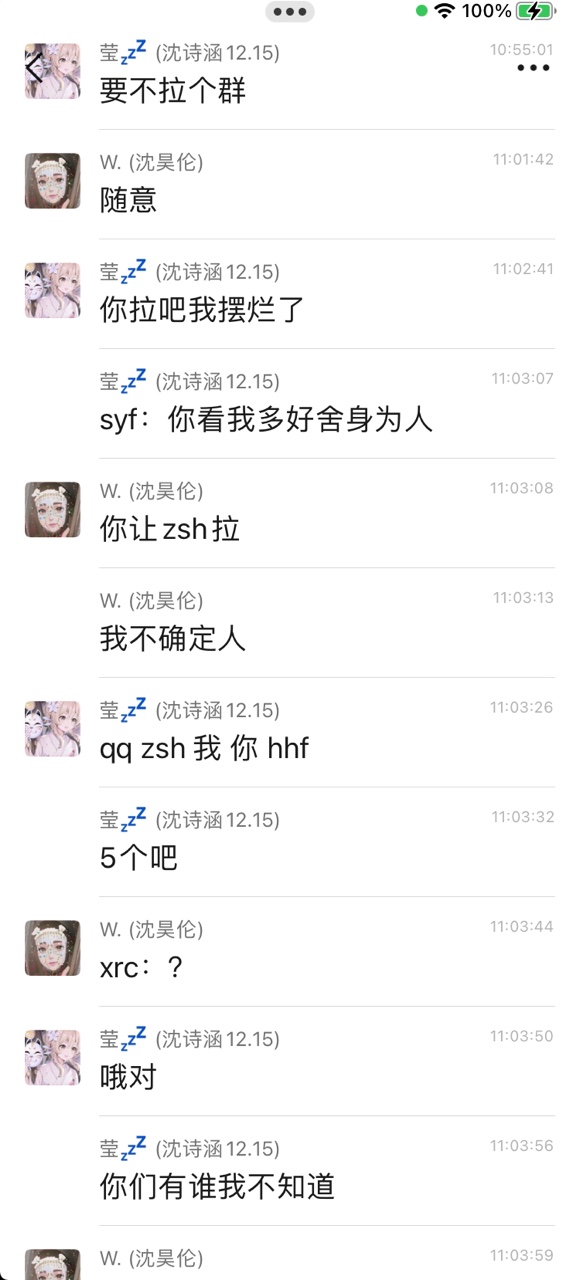 100%
莹💤 (沈诗涵12.15) 10:55:01
要不拉个群
W. (沈昊伦) 11:01:42
随意
莹💤 (沈诗涵12.15) 11:02:41
你拉吧我摆烂了
莹💤 (沈诗涵12.15) 11:03:07
syf：你看我多好舍身为人
W. (沈昊伦) 11:03:08
你让zsh拉
W. (沈昊伦) 11:03:13
我不确定人
莹💤 (沈诗涵12.15) 11:03:26
qq zsh 我 你 hhf
莹💤 (沈诗涵12.15) 11:03:32
5个吧
W. (沈昊伦) 11:03:44
xrc：？
莹💤 (沈诗涵12.15) 11:03:50
哦对
莹💤 (沈诗涵12.15) 11:03:56
你们有谁我不知道
W. (沈昊伦) 11:03:59